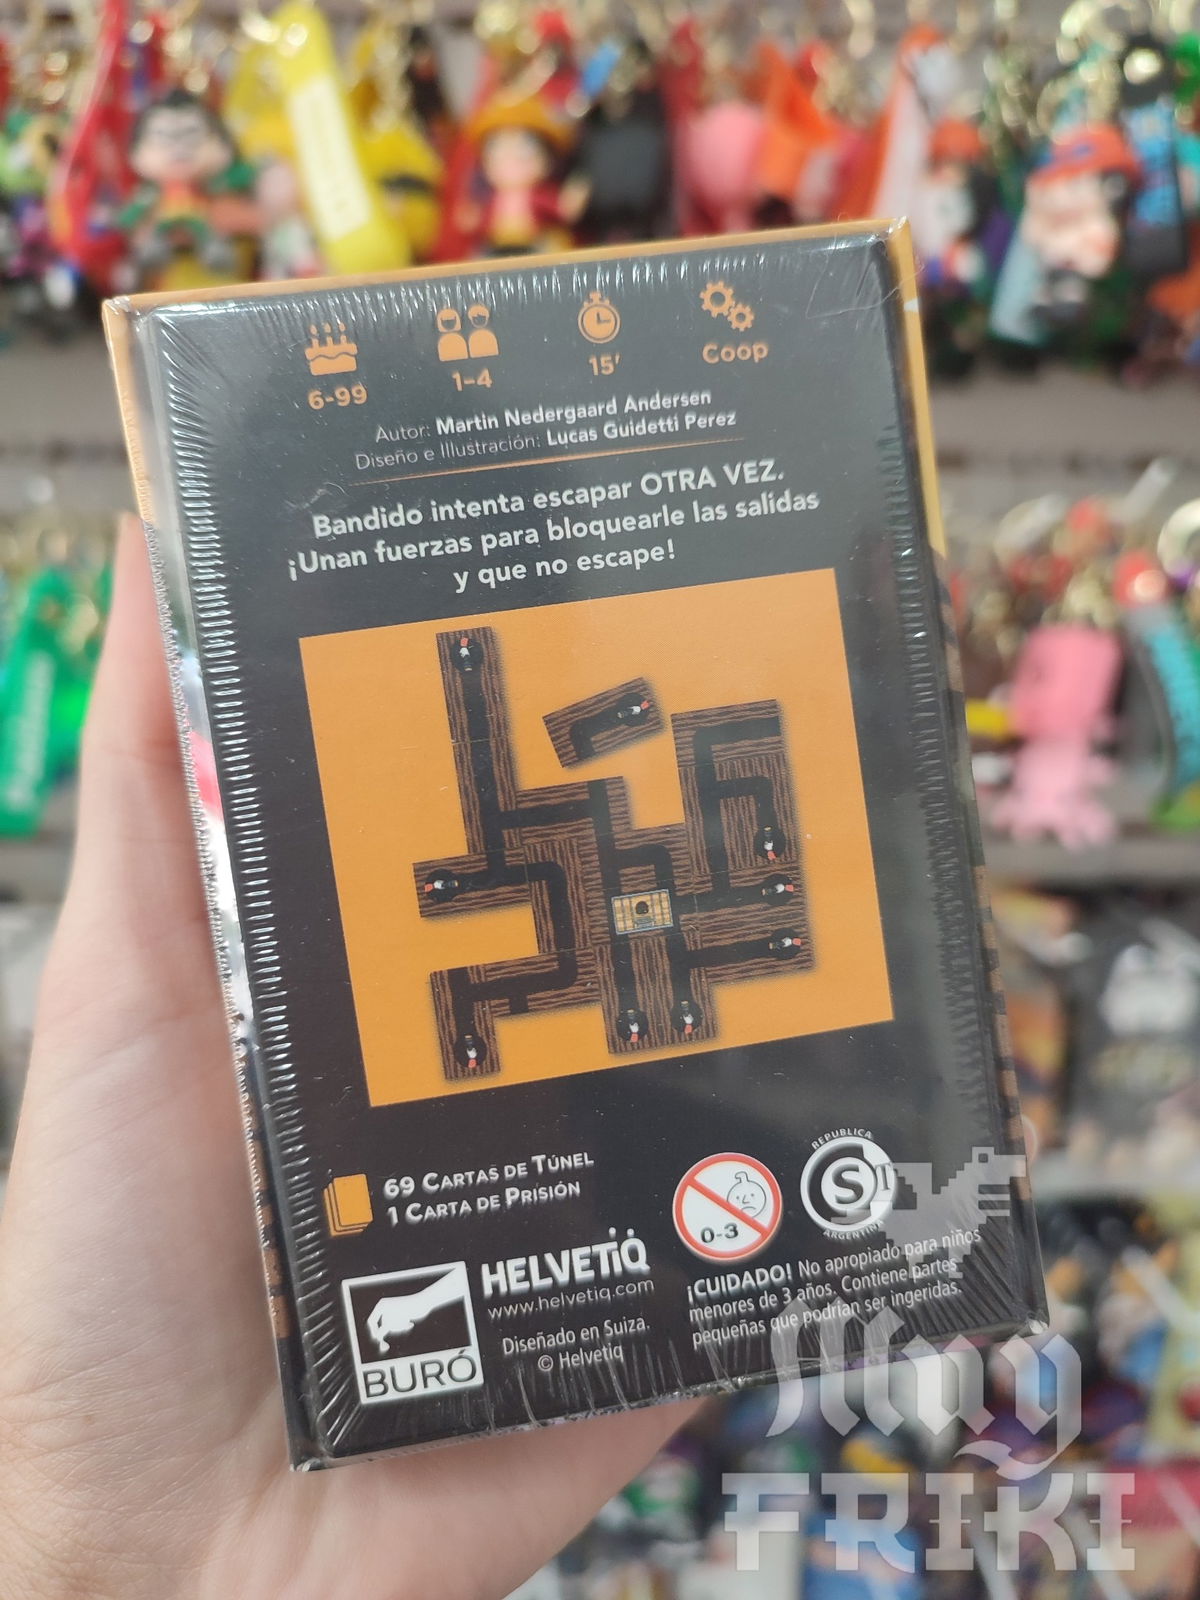 6-99
1-4
15'
Coop
Autor: Martin Nedergaard Andersen
Diseño e Illustración: Lucas Guidetti Perez
Bandido intenta escapar OTRA VEZ.
¡Unan fuerzas para bloquearle las salidas
y que no escape!
69 CARTAS DE TÚNEL
1 CARTA DE PRISIÓN
0-3
REPUBLICA
S
ARGENTINA
BURÓ
HELVETIQ
www.helvetiq.com
Diseñado en Suiza.
© Helvetiq
¡CUIDADO! No apropiado para niños
menores de 3 años. Contiene partes
pequeñas que podrían ser ingeridas.
Muy
FRIKI